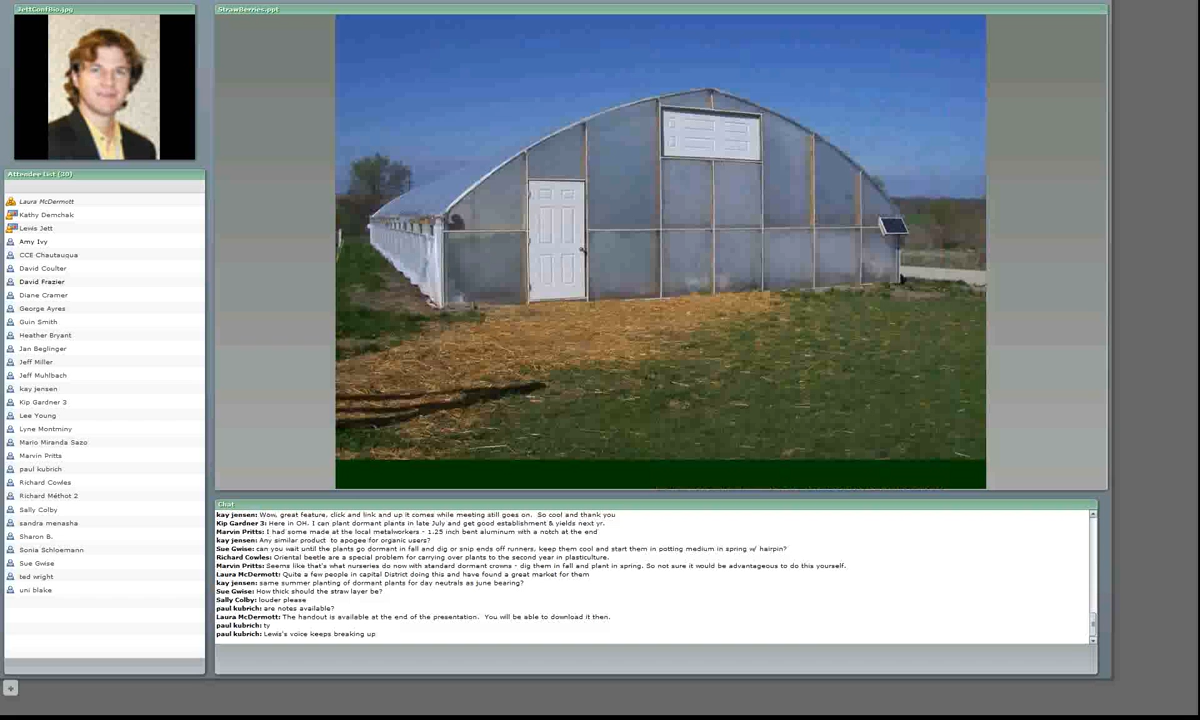 JettConfBio.jpg
StrawBerries.ppt
Attendee List (30)
Laura McDermott
Kathy Demchak
Lewis Jett
Amy Ivy
CCE Chautauqua
David Coulter
David Frazier
Diane Cramer
George Ayres
Guin Smith
Heather Bryant
Jan Beglinger
Jeff Miller
Jeff Muhlbach
kay jensen
Kip Gardner 3
Lee Young
Lyne Montminy
Mario Miranda Sazo
Marvin Pritts
paul kubrich
Richard Cowles
Richard Méthot 2
Sally Colby
sandra menasha
Sharon B.
Sonia Schloemann
Sue Gwise
ted wright
uni blake
Chat
kay jensen: Wow, great feature, click and link and up it comes while meeting still goes on. So cool and thank you
Kip Gardner 3: Here in OH, I can plant dormant plants in late July and get good establishment & yields next yr.
Marvin Pritts: I had some made at the local metalworkers - 1.25 inch bent aluminum with a notch at the end
kay jensen: Any similar product to apogee for organic users?
Sue Gwise: can you wait until the plants go dormant in fall and dig or snip ends off runners, keep them cool and start them in potting medium in spring w/ hairpin?
Richard Cowles: Oriental beetle are a special problem for carrying over plants to the second year in plasticulture.
Marvin Pritts: Seems like that's what nurseries do now with standard dormant crowns - dig them in fall and plant in spring. So not sure it would be advantageous to do this yourself.
Laura McDermott: Quite a few people in capital District doing this and have found a great market for them
kay jensen: same summer planting of dormant plants for day neutrals as june bearing?
Sue Gwise: How thick should the straw layer be?
Sally Colby: louder please
paul kubrich: are notes available?
Laura McDermott: The handout is available at the end of the presentation. You will be able to download it then.
paul kubrich: ty
paul kubrich: Lewis's voice keeps breaking up